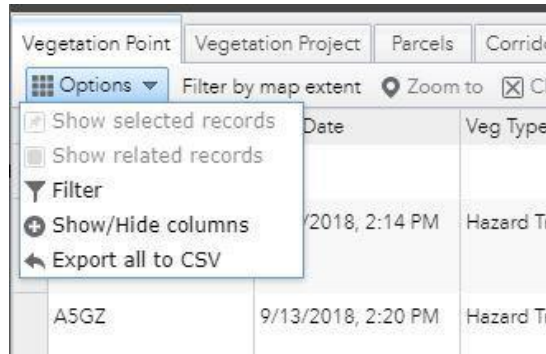 Vegetation Point Vegetation Project Parcels
Options Filter by map extent Zoom to
Show selected records Date Veg Type
Show related records
Filter
Show/Hide columns /2018, 2:14 PM Hazard
Export all to CSV
A5GZ 9/13/2018, 2:20 PM Hazard